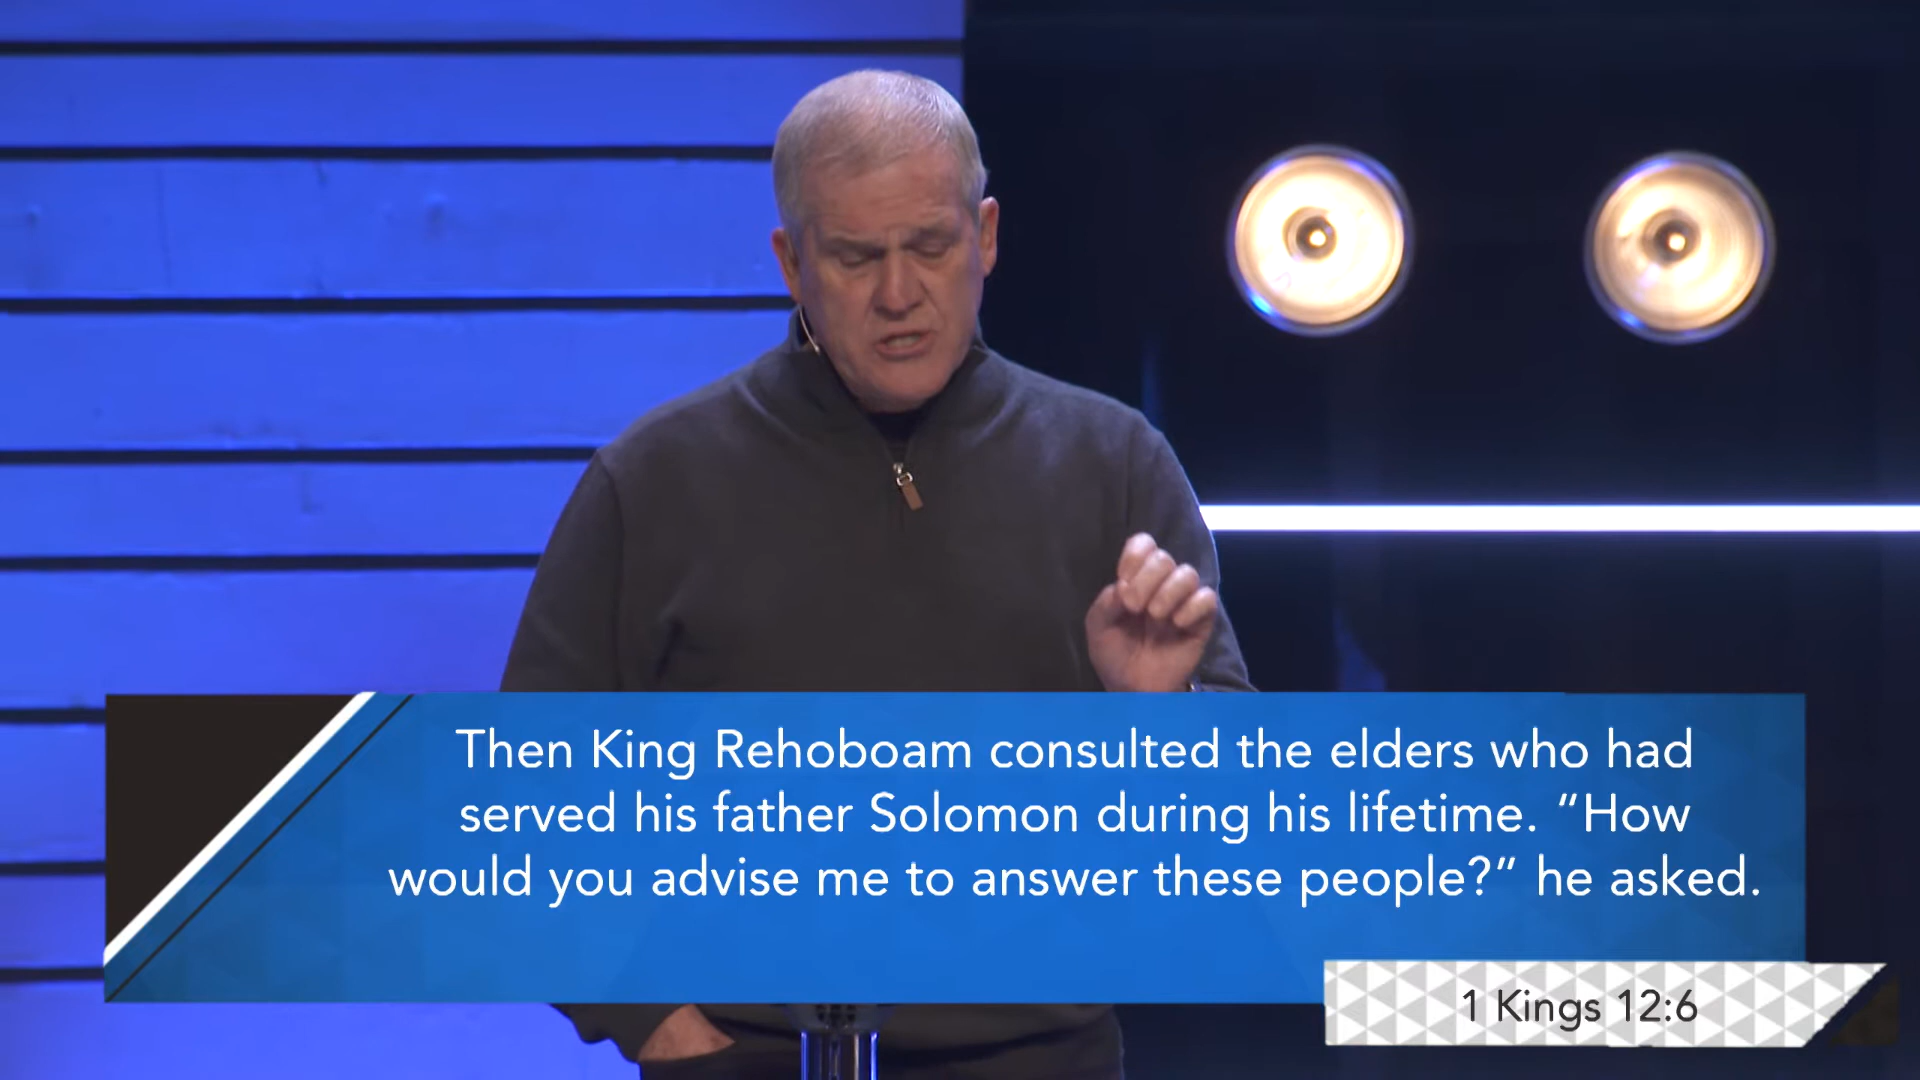 Then King Rehoboam consulted the elders who had
served his father Solomon during his lifetime. “How
would you advise me to answer these people?” he asked.
1 Kings 12:6